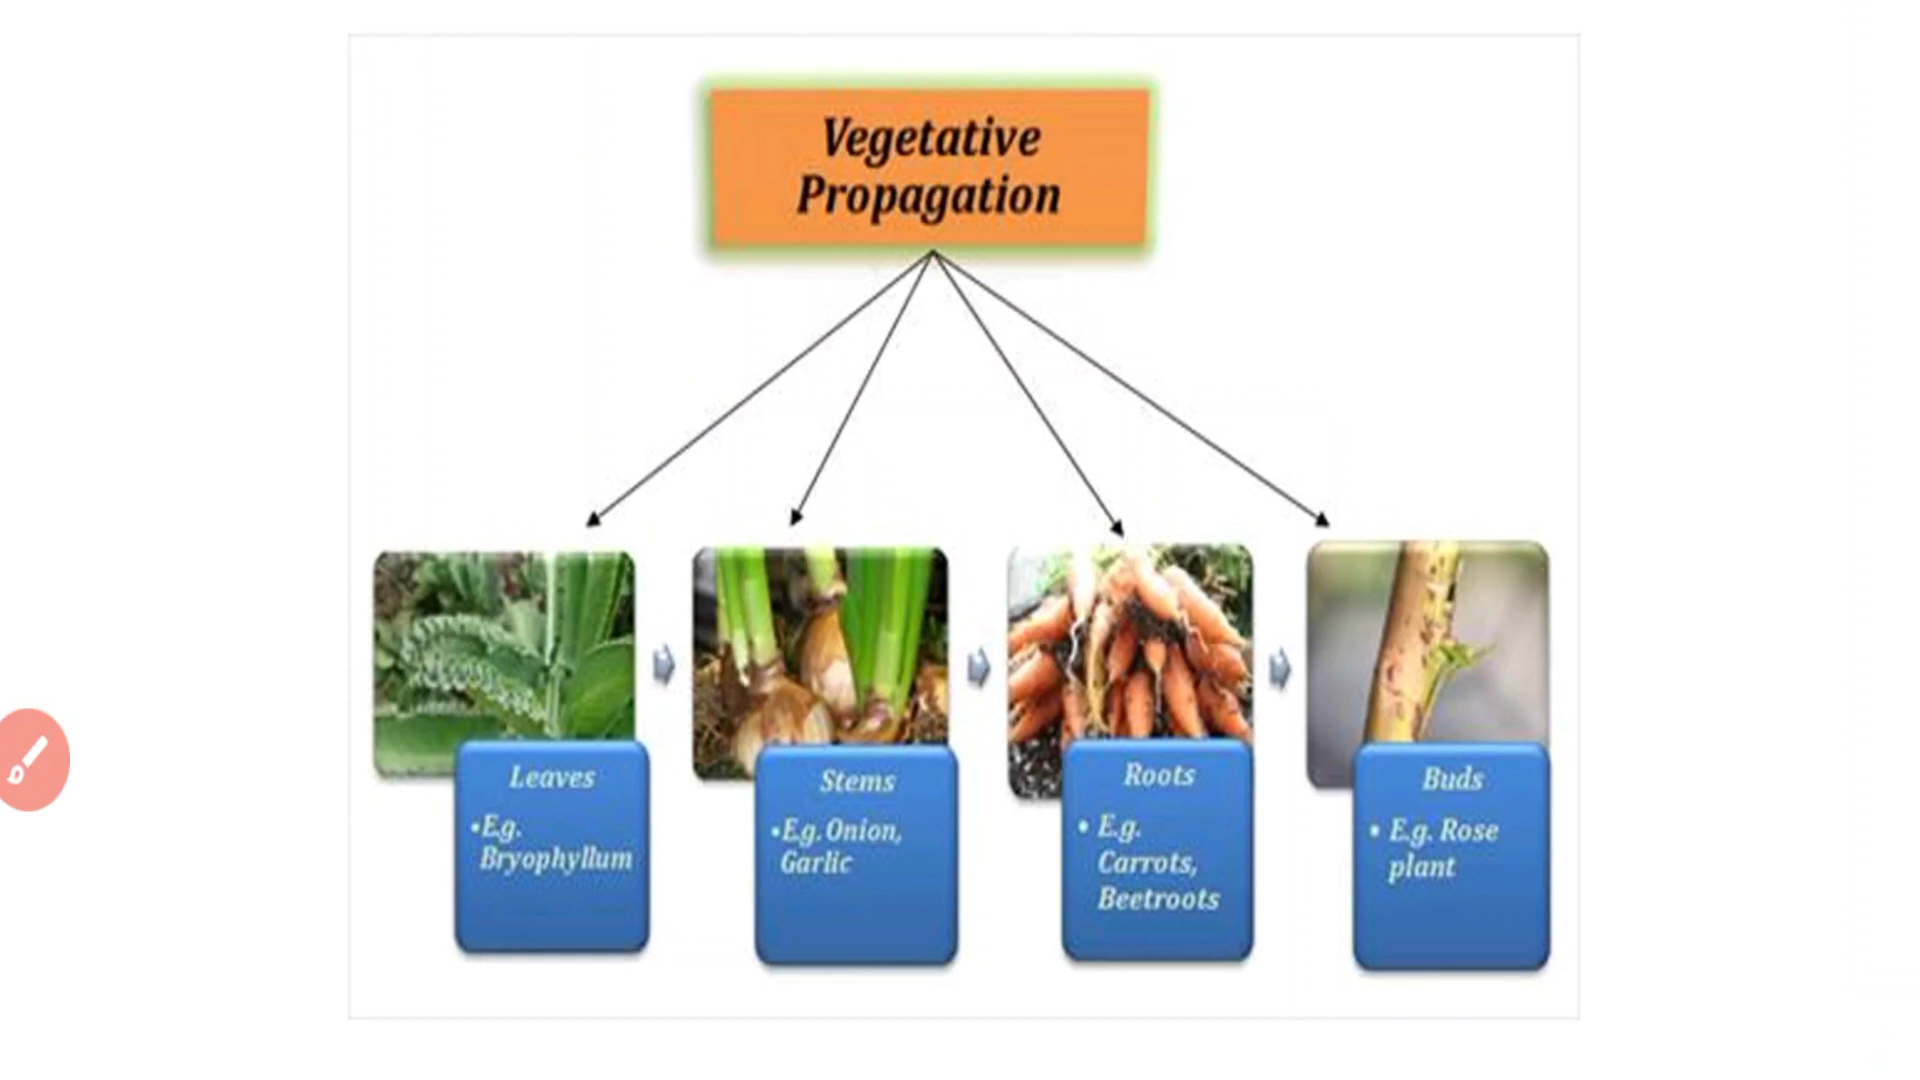 Vegetative
Propagation
Leaves
•E.g.
Bryophyllum
Stems
•E.g. Onion,
Garlic
Roots
• E.g.
Carrots,
Beetroots
Buds
• E.g. Rose
plant